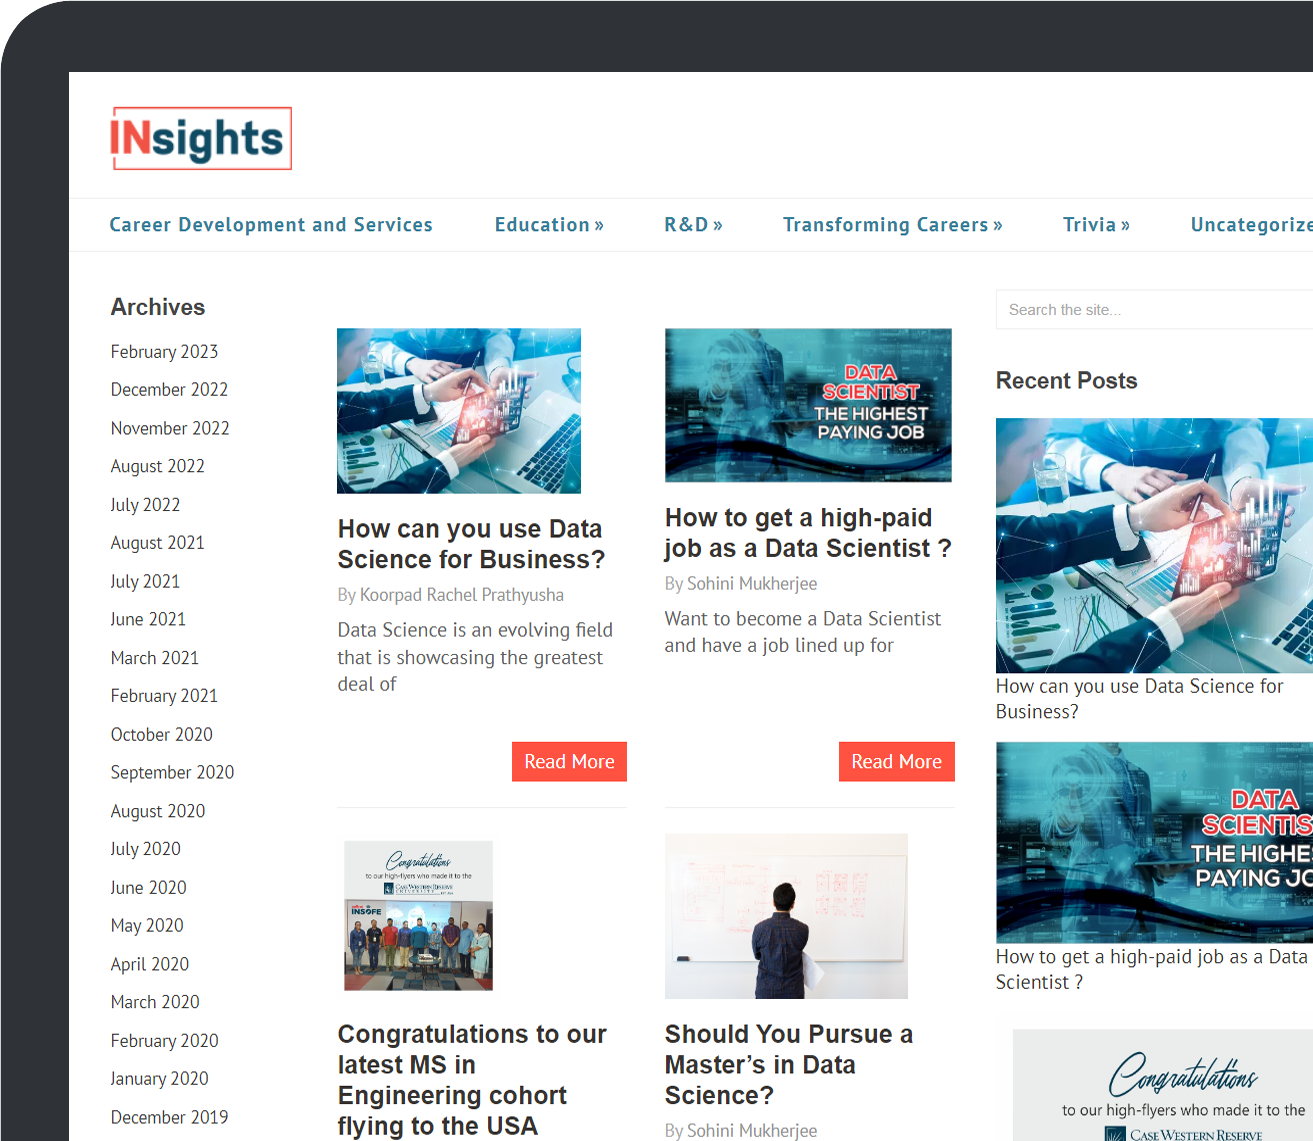 INsights
Career Development and Services
Education »
R&D »
Transforming Careers »
Trivia »
Uncategorize
Archives
February 2023
December 2022
November 2022
August 2022
July 2022
August 2021
July 2021
June 2021
March 2021
February 2021
October 2020
September 2020
August 2020
July 2020
June 2020
May 2020
April 2020
March 2020
February 2020
January 2020
December 2019
How can you use Data
Science for Business?
By Koorpad Rachel Prathyusha
Data Science is an evolving field
that is showcasing the greatest
deal of
Read More
DATA
SCIENTIST
THE HIGHEST
PAYING JOB
How to get a high-paid
job as a Data Scientist ?
By Sohini Mukherjee
Want to become a Data Scientist
and have a job lined up for
Read More
Congratulations
to our high-flyers who made it to the
CASE WESTERN RESERVE
UNIVERSITY
INSOFE
Congratulations to our
latest MS in
Engineering cohort
flying to the USA
Should You Pursue a
Master’s in Data
Science?
By Sohini Mukherjee
Search the site...
Recent Posts
How can you use Data Science for
Business?
DATA
SCIENTIS
THE HIGHE
PAYING JO
How to get a high-paid job as a Data
Scientist ?
Congratulations
to our high-flyers who made it to the
CASE WESTERN RESERVE